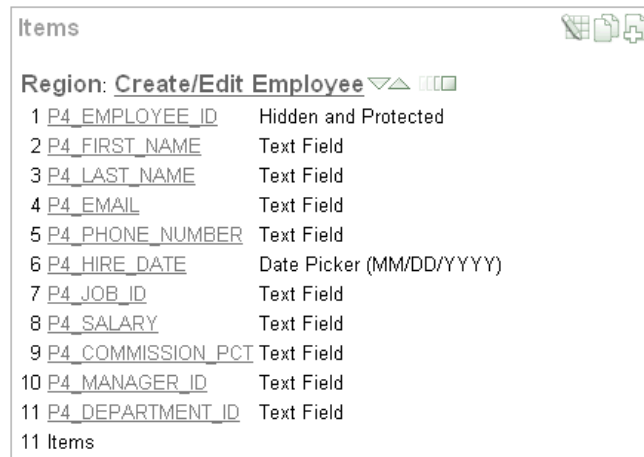 Items
Region: Create/Edit Employee
1 P4_EMPLOYEE_ID Hidden and Protected
2 P4_FIRST_NAME Text Field
3 P4_LAST_NAME Text Field
4 P4_EMAIL Text Field
5 P4_PHONE_NUMBER Text Field
6 P4_HIRE_DATE Date Picker (MM/DD/YYYY)
7 P4_JOB_ID Text Field
8 P4_SALARY Text Field
9 P4_COMMISSION_PCT Text Field
10 P4_MANAGER_ID Text Field
11 P4_DEPARTMENT_ID Text Field
11 Items